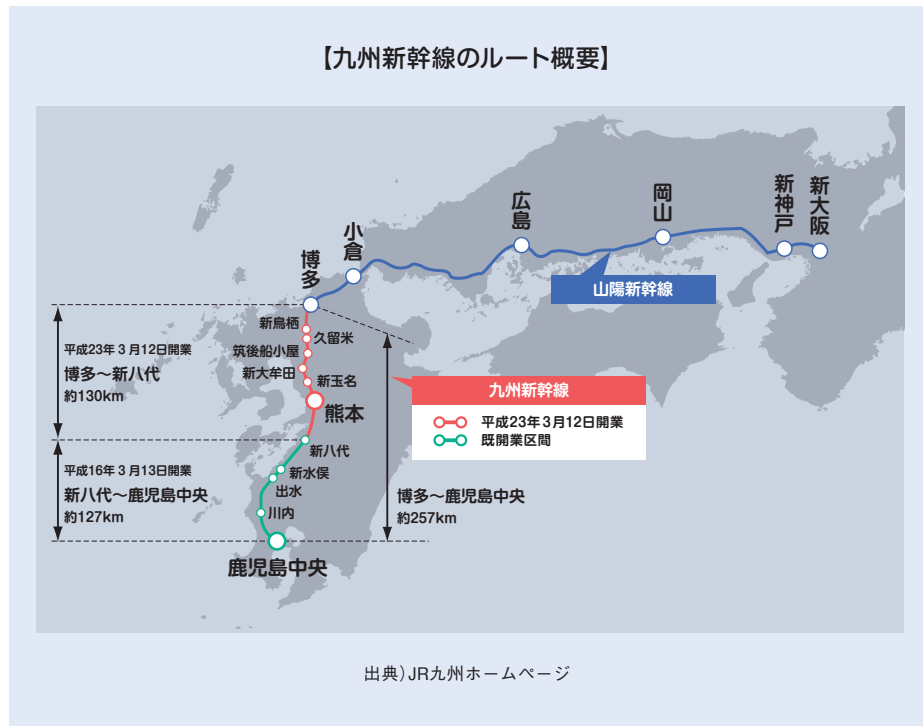 【九州新幹線のルート概要】
新大阪
新神戸
岡山
広島
小倉
博多
山陽新幹線
新鳥栖
久留米
筑後船小屋
新大牟田
新玉名
熊本
新八代
新水俣
出水
川内
鹿児島中央
平成23年3月12日開業
博多～新八代
約130km
平成16年3月13日開業
新八代～鹿児島中央
約127km
九州新幹線
平成23年3月12日開業
既開業区間
博多～鹿児島中央
約257km
出典）JR九州ホームページ